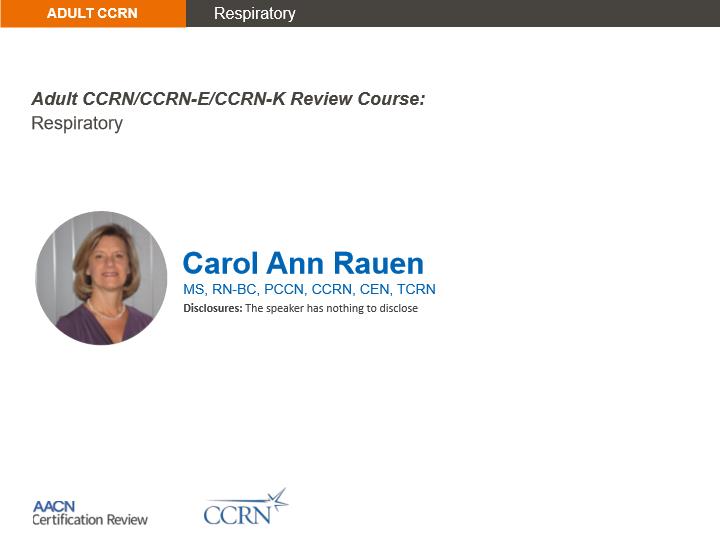 ADULT CCRN
Respiratory
Adult CCRN/CCRN-E/CCRN-K Review Course:
Respiratory
Carol Ann Rauen
MS, RN-BC, PCCN, CCRN, CEN, TCRN
Disclosures: The speaker has nothing to disclose
AACN
Certification Review
CCRN